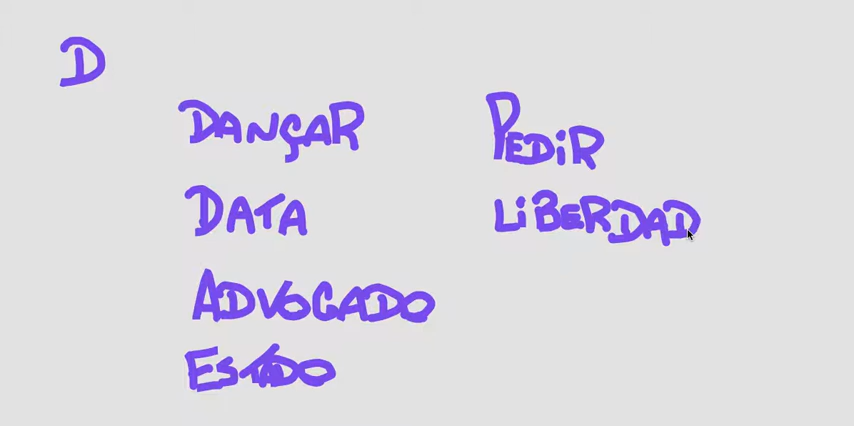 D
DANÇAR
DATA
ADVOGADO
ESTADO
PEDiR
LiBERDAD